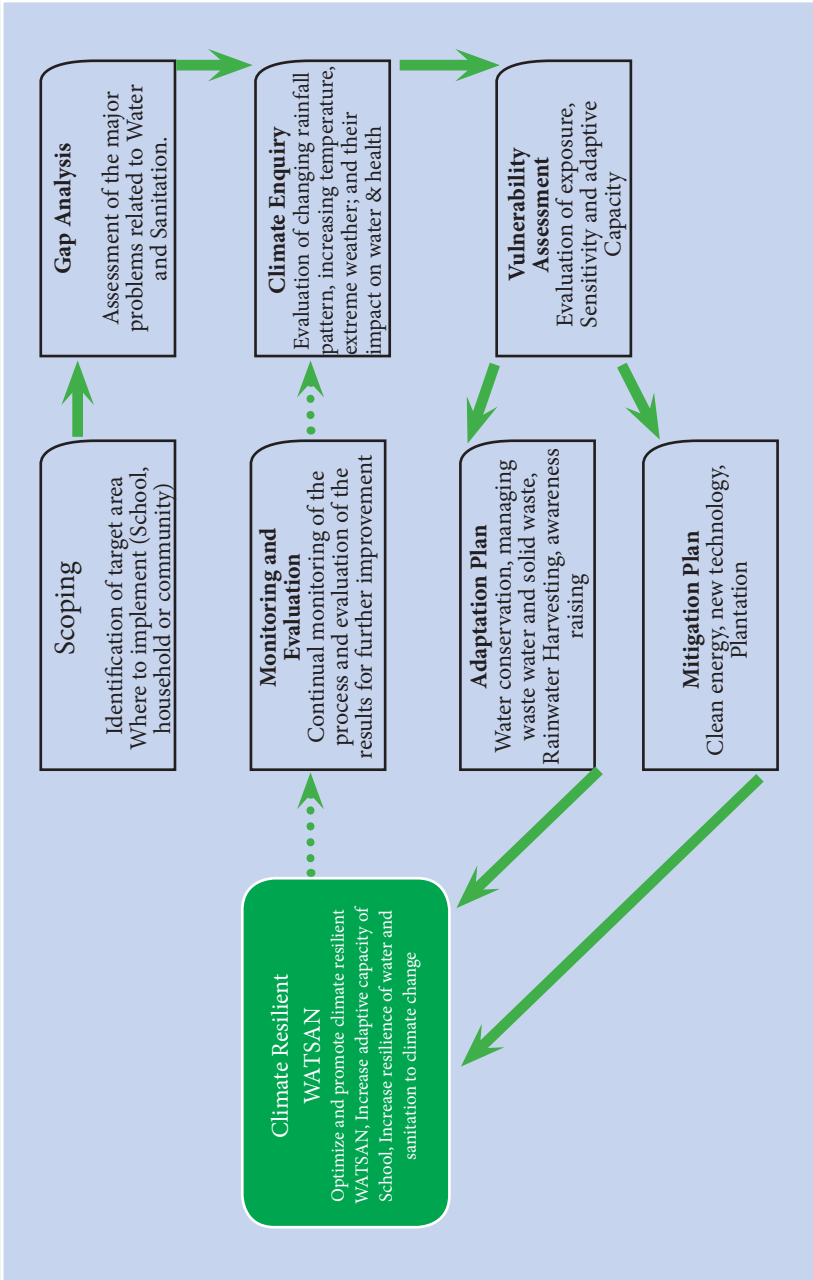 Scoping
Identification of target area
Where to implement (School,
household or community)
Gap Analysis
Assessment of the major
problems related to Water
and Sanitation.
Climate Enquiry
Evaluation of changing rainfall
pattern, increasing temperature,
extreme weather; and their
impact on water & health
Vulnerability
Assessment
Evaluation of exposure,
Sensitivity and adaptive
Capacity
Adaptation Plan
Water conservation, managing
waste water and solid waste,
Rainwater Harvesting, awareness
raising
Mitigation Plan
Clean energy, new technology,
Plantation
Climate Resilient
WATSAN
Optimize and promote climate resilient
WATSAN, Increase adaptive capacity of
School, Increase resilience of water and
sanitation to climate change
Monitoring and
Evaluation
Continual monitoring of the
process and evaluation of the
results for further improvement